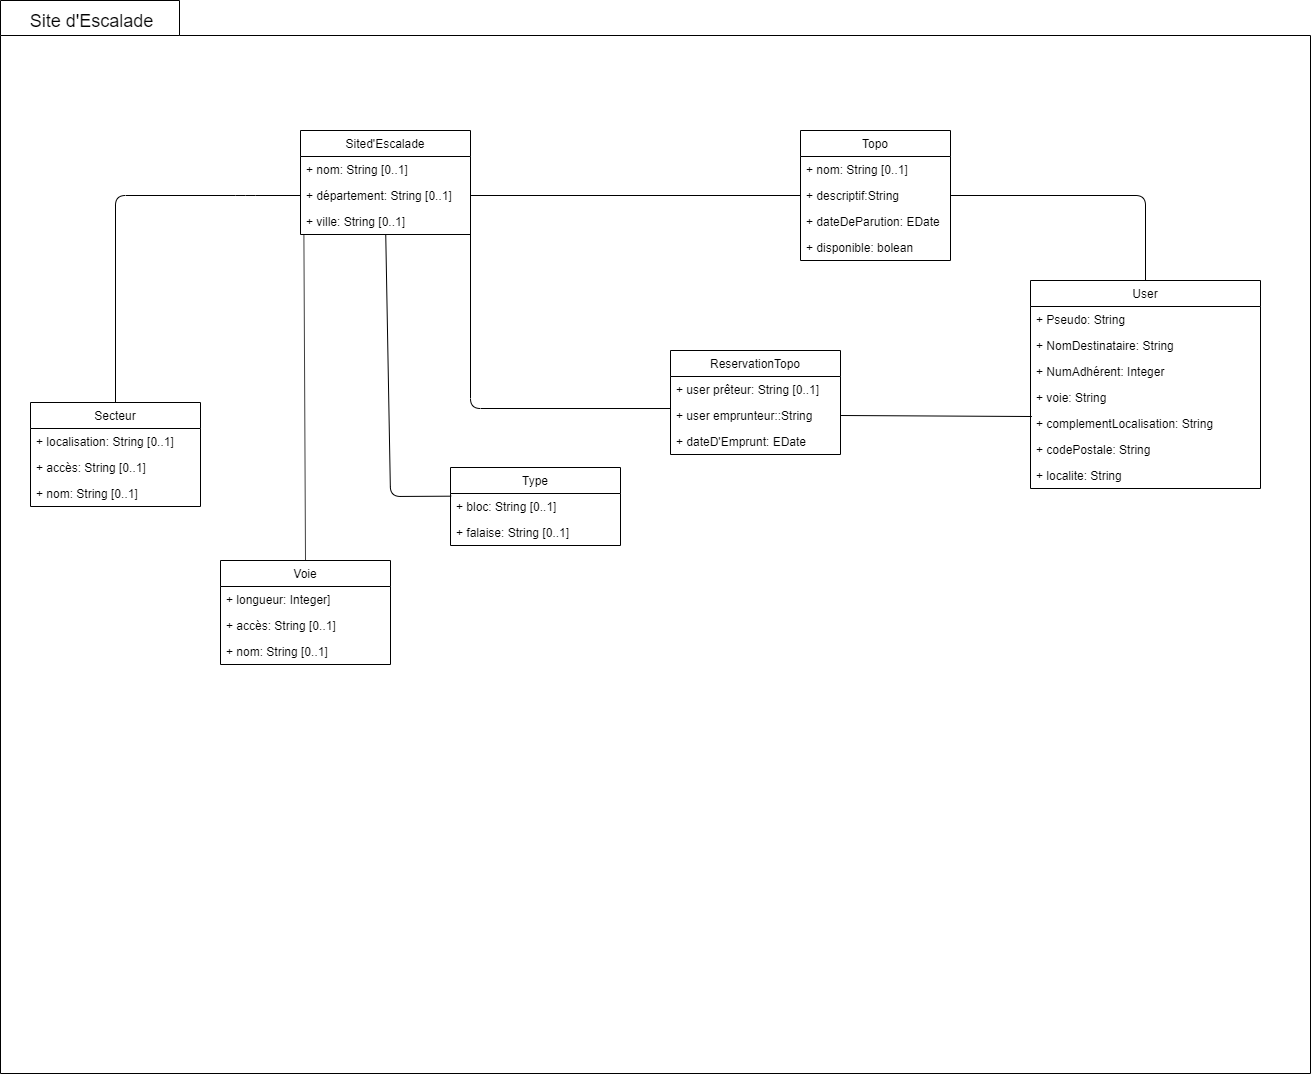 Site d'Escalade
Sited'Escalade
+ nom: String [0..1]
+ département: String [0..1]
+ ville: String [0..1]
Topo
+ nom: String [0..1]
+ descriptif:String
+ dateDeParution: EDate
+ disponible: bolean
User
+ Pseudo: String
+ NomDestinataire: String
+ NumAdhérent: Integer
+ voie: String
+ complementLocalisation: String
+ codePostale: String
+ localite: String
ReservationTopo
+ user prêteur: String [0..1]
+ user emprunteur::String
+ dateD'Emprunt: EDate
Secteur
+ localisation: String [0..1]
+ accès: String [0..1]
+ nom: String [0..1]
Type
+ bloc: String [0..1]
+ falaise: String [0..1]
Voie
+ longueur: Integer]
+ accès: String [0..1]
+ nom: String [0..1]